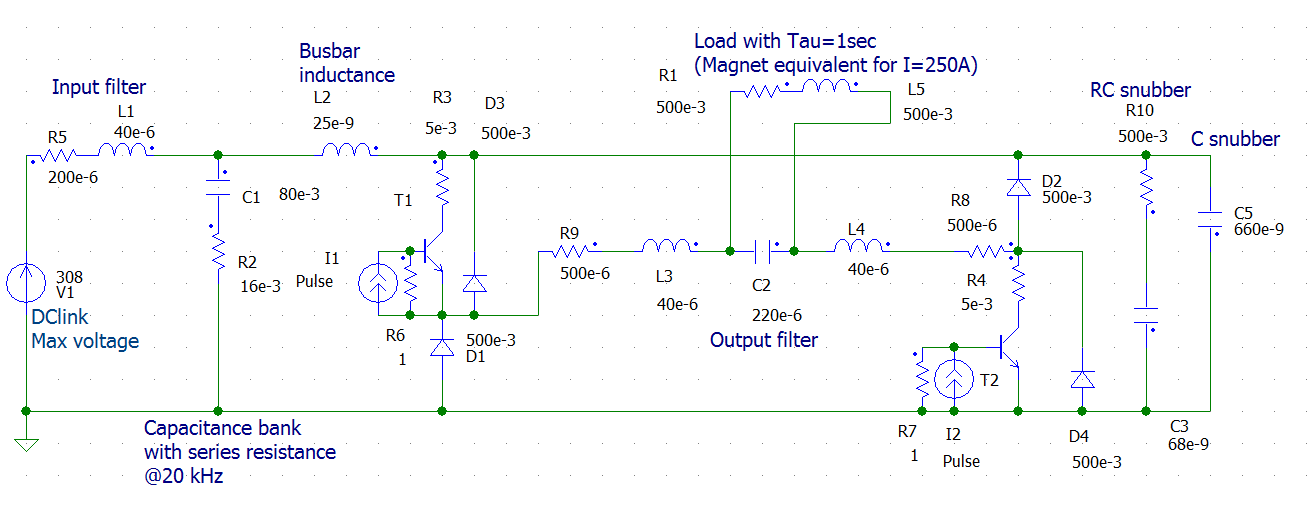 Load with Tau=1sec
(Magnet equivalent for I=250A)
Busbar
inductance
Input filter
R1
500e-3
L5
500e-3
RC snubber
R10
500e-3
C snubber
L1
40e-6
L2
25e-9
R3
5e-3
D3
500e-3
R5
200e-6
C1
80e-3
T1
D2
500e-3
R8
500e-6
C5
660e-9
R9
500e-6
L4
40e-6
R2
16e-3
I1
Pulse
L3
40e-6
C2
220e-6
R4
5e-3
308
V1
DClink
Max voltage
R6
1
500e-3
D1
Output filter
T2
Capacitance bank
with series resistance
@20 kHz
R7
1
I2
Pulse
D4
500e-3
C3
68e-9